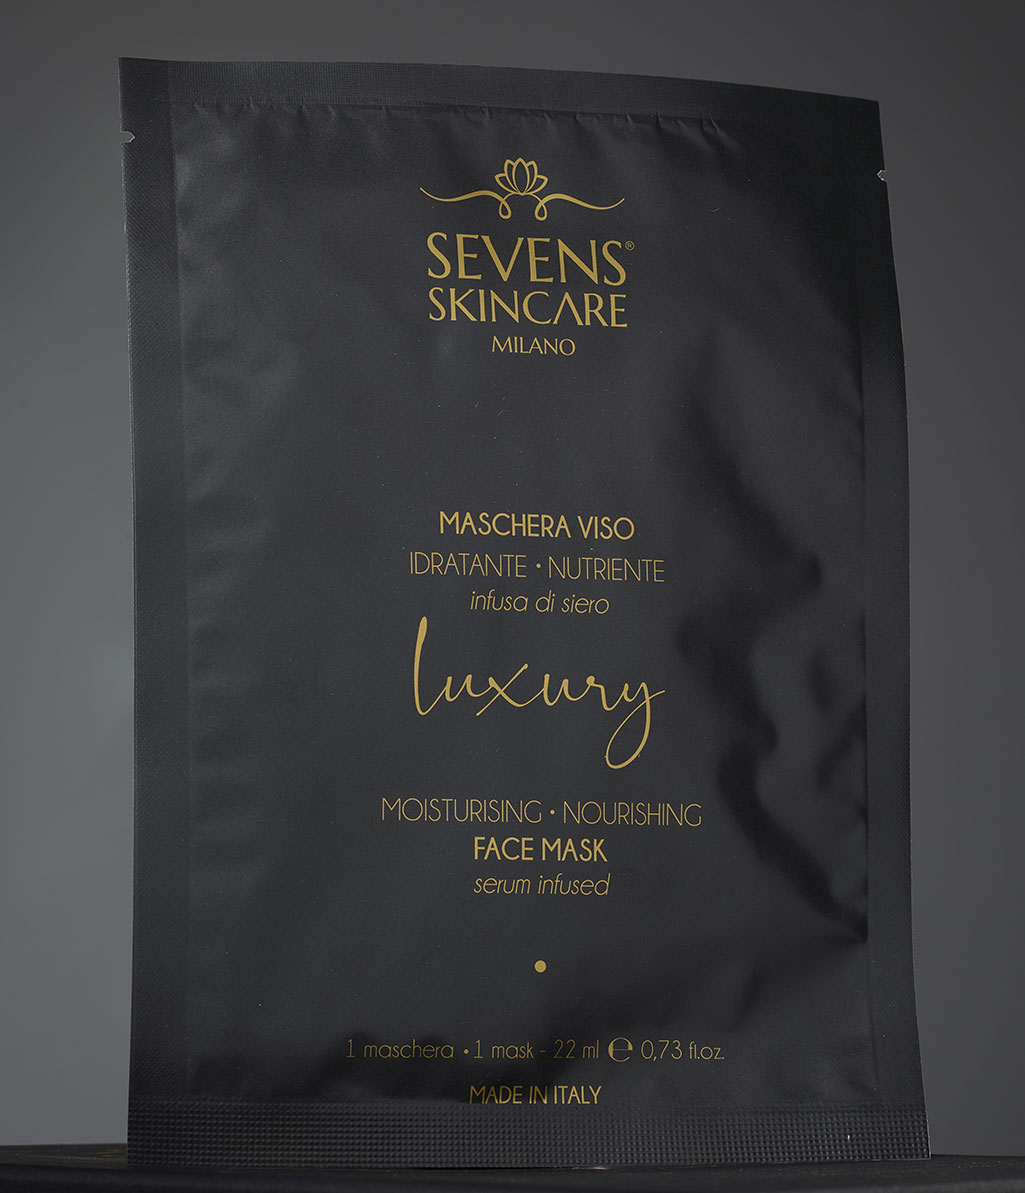 SEVENS®
SKINCARE
MILANO
MASCHERA VISO
IDRATANTE • NUTRIENTE
infusa di siero
luxury
MOISTURISING • NOURISHING
FACE MASK
serum infused
1 maschera • 1 mask - 22 ml ℮ 0,73 fl.oz.
MADE IN ITALY